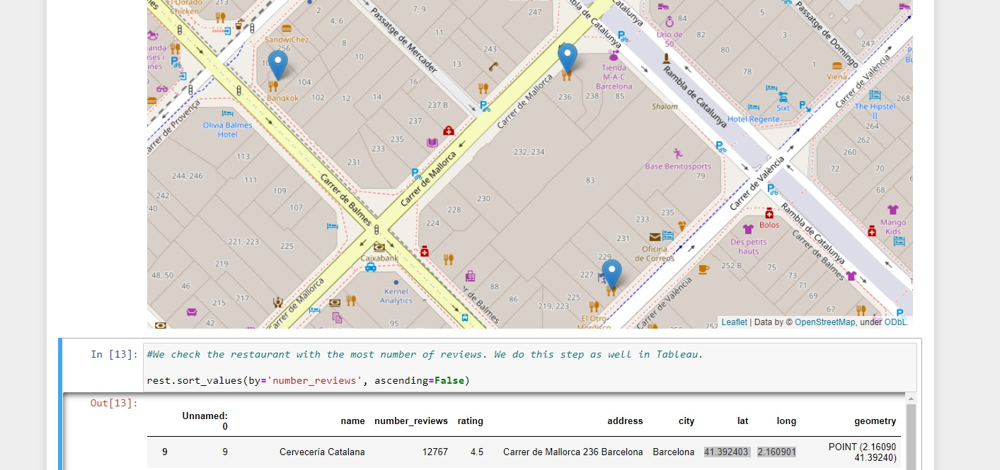 les
El Dorado
Chicken
213
2
4, 6
7, 9
247
Rambla de Catalunya
Catalunya
84
5
Passatge de Domingo
SandwiChez
256
8
Passatge de Mercader
11
Uno de
50
82
3
247
10
243
80
13
Tienda
M-A-C
Barcelona
Rambla de Catalunya
78
Viena
Carrer de València
104
16
Bangkok
102
12
14
Carrer de Mallorca
236
238
85
268
237 B
Shalom
Sixt
The Hipstel
II
Carrer de Provença
Hotel Regente
Olivia Balmes
Hotel
237
264
235
233
232, 234
262
113
231
Carrer de Mallorca
Base Benitosports
79
260
72
70
244, 246
111
Carrer de Balmes
83
Carrer de València
109
68
242
230
240
107
228
235
Rambla de Catalunya
Mango
Kids
224
233
Bolos
221, 223
225
231
Des petits
hauts
Carrer de Balmes
Oficina
de Correos
Caixabank
229
219
252 B
75
73
48, 50
227
71
46
Kernel
Analytics
88
69
217
215
86
225
67
42
95
Carrer de Mallorca
er de Balmes
219, 223
El Otro
Mordisco
Carrer de València
252
Leaflet | Data by © OpenStreetMap, under ODbL.
In [13]: #We check the restaurant with the most number of reviews. We do this step as well in Tableau.
rest.sort_values(by='number_reviews', ascending=False)
Out[13]:
Unnamed: 0 name number_reviews rating address city lat long geometry
9 9 Cervecería Catalana 12767 4.5 Carrer de Mallorca 236 Barcelona Barcelona 41.392403 2.160901 POINT (2.16090
41.39240)